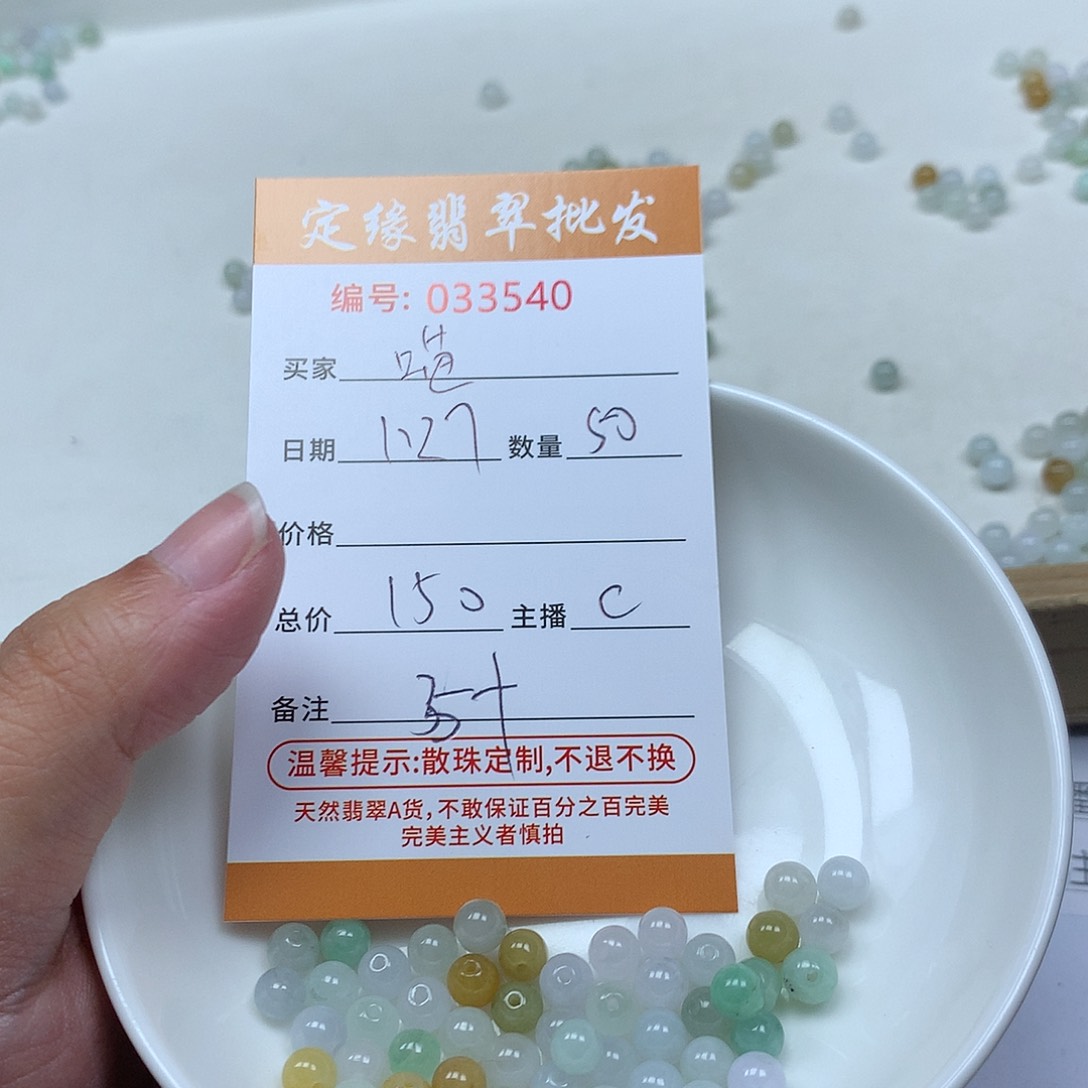 定缘翡翠批发
编号: 033540
买家
日期 1.27 数量 50
价格
总价 150 主播 C
备注
温馨提示:散珠定制,不退不换
天然翡翠A货,不敢保证百分之百完美
完美主义者慎拍